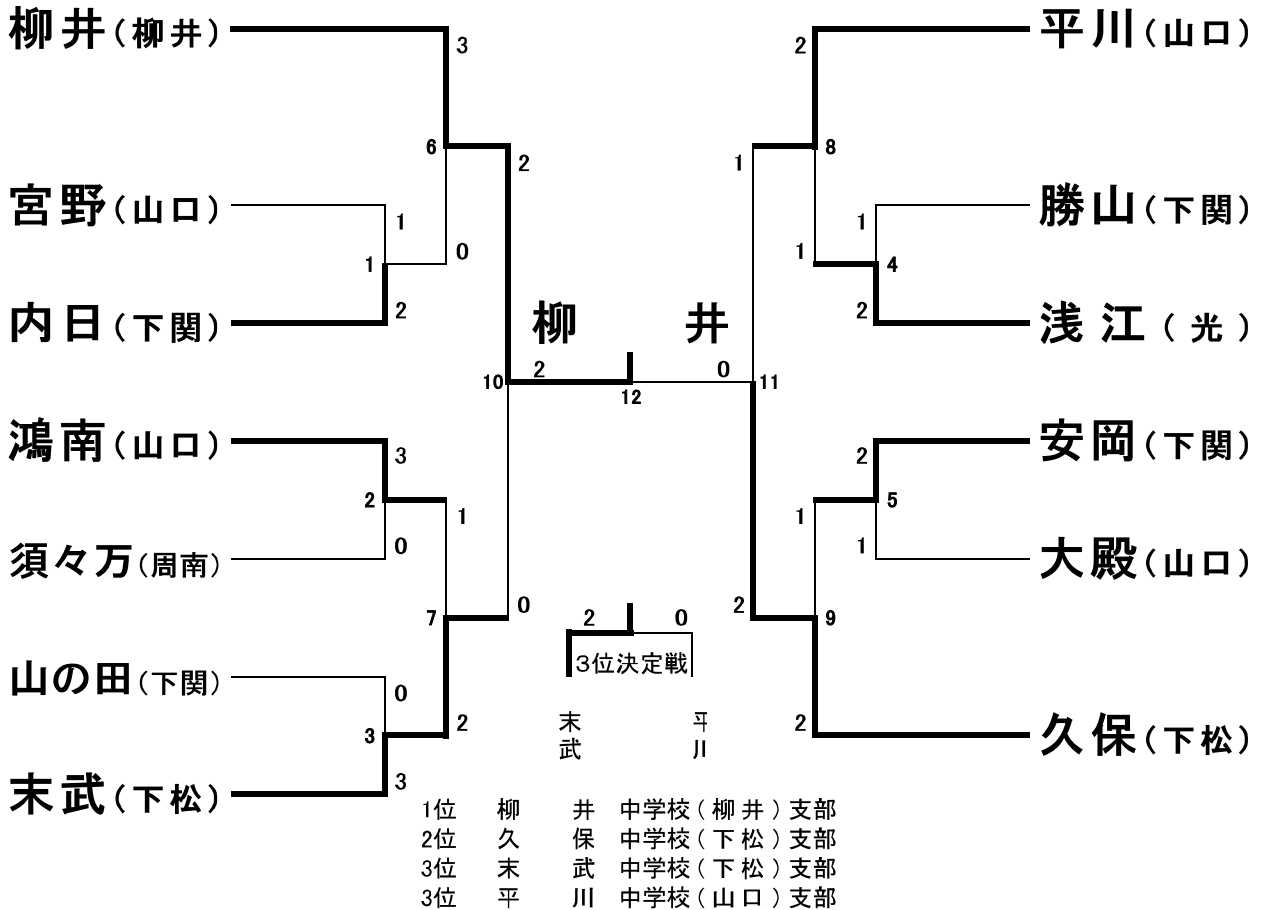 柳井(柳井)
3
2
平川(山口)
6
2
1
8
宮野(山口)
1
1
勝山(下関)
1
0
1
4
内日(下関)
2
2
浅江(光)
柳井
10
2
12
0
11
鴻南(山口)
3
2
安岡(下関)
2
1
1
5
須々万(周南)
0
1
大殿(山口)
7
0
2
9
2
0
3位決定戦
山の田(下関)
0
末武
平川
3
2
2
久保(下松)
末武(下松)
3
1位 柳井 中学校(柳井)支部
2位 久保 中学校(下松)支部
3位 末武 中学校(下松)支部
3位 平川 中学校(山口)支部